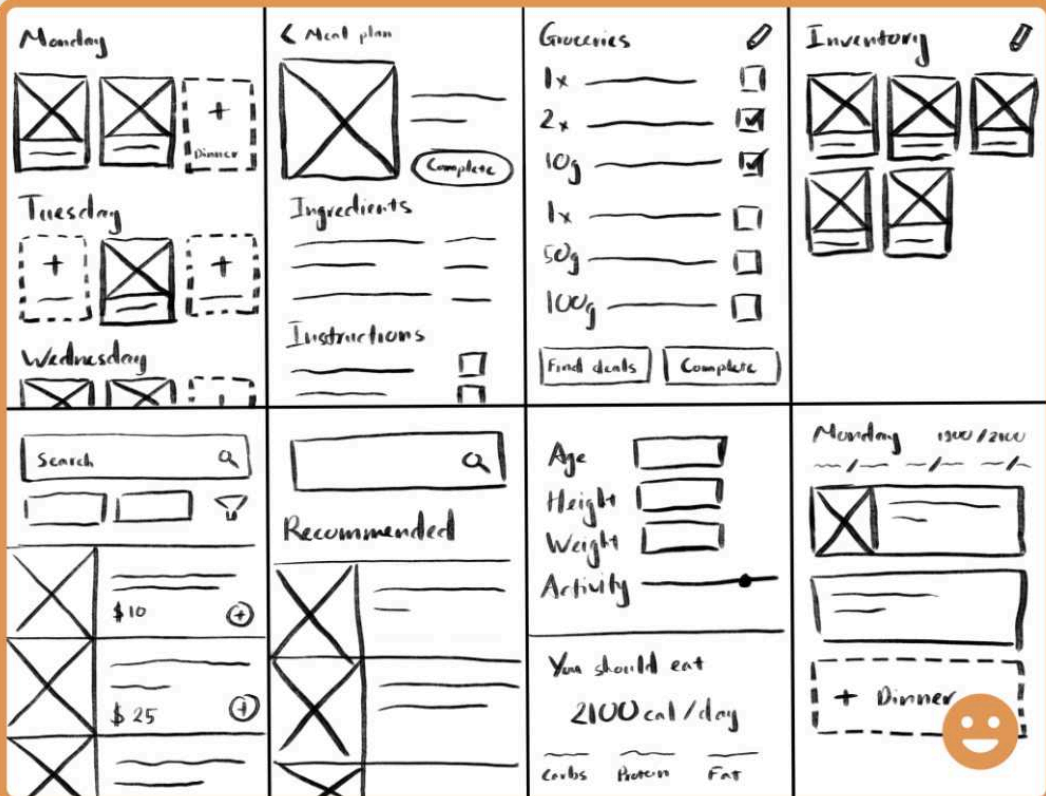 Monday
+
Dinner
Tuesday
+
+
Wednesday
< Meal plan
Complete
Ingredients
Instructions
Groceries
1x
2x
10g
1x
50g
100g
Find deals
Complete
Inventory
Search
$10
+
$25
+
Recommended
Age
Height
Weight
Activity
You should eat
2100 cal/day
Carbs Protein Fat
Monday 1900/2100
+ Dinner